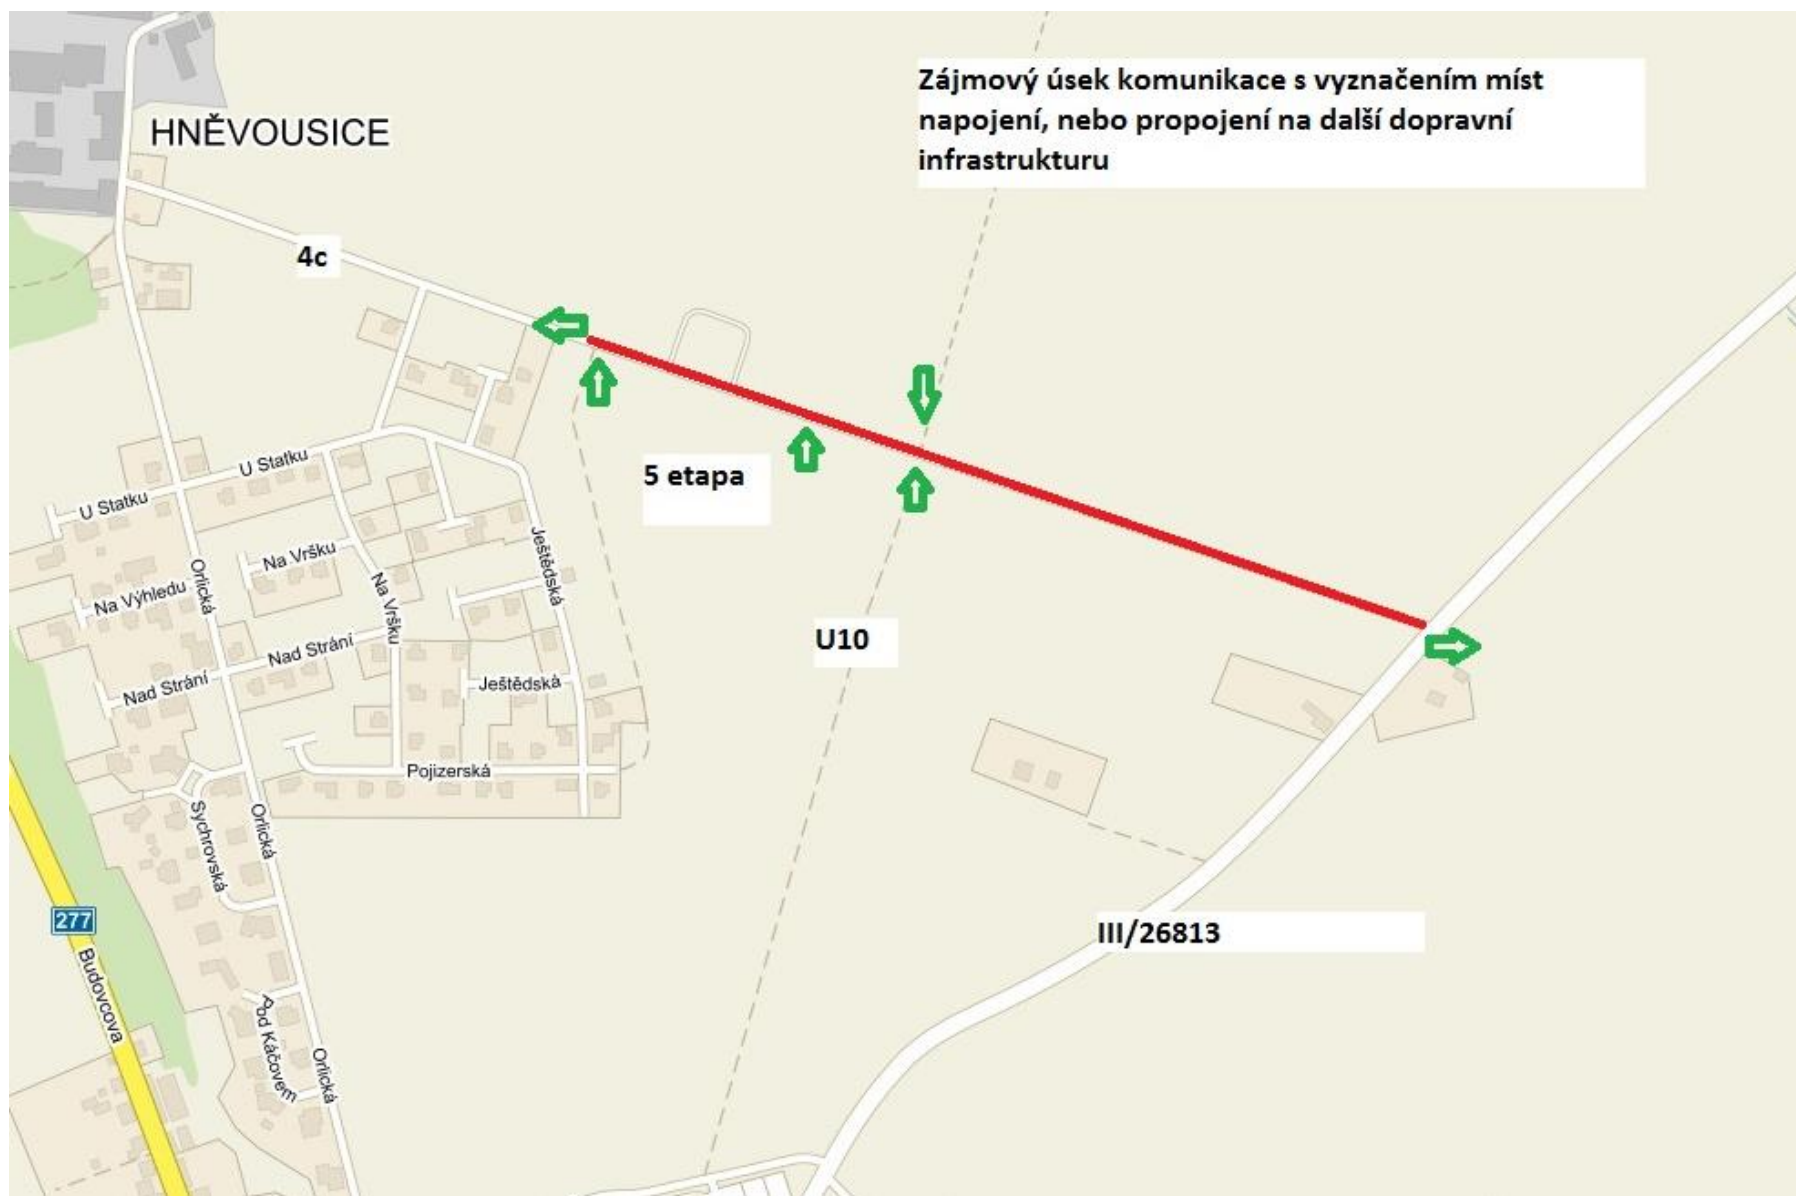 Zájmový úsek komunikace s vyznačením míst
napojení, nebo propojení na další dopravní
infrastrukturu
HNĚVOUSICE
4c
5 etapa
U Statku
U Statku
Ještědská
Na Vršku
Orlická
Na Vršku
Na Výhledu
U10
Nad Strání
Nad Strání
Ještědská
Pojizerská
Sychrovská
Orlická
277
III/26813
Budovcova
Pod Káčovem
Orlická